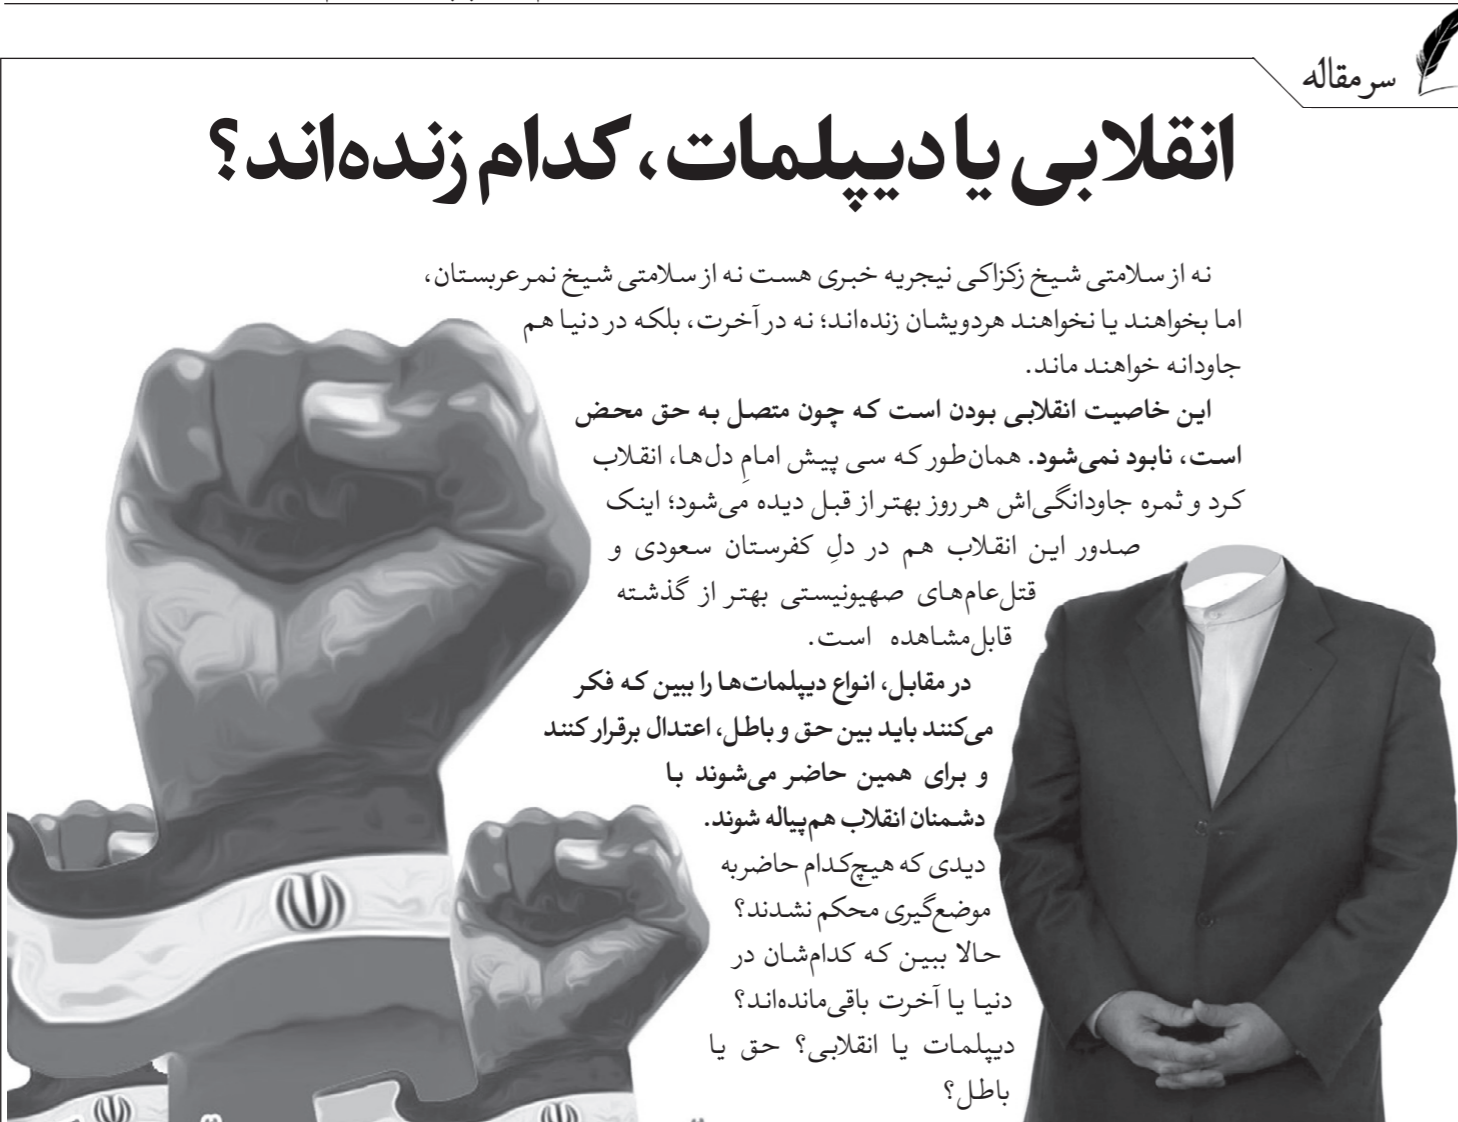 سرمقاله
انقلابی یا دیپلمات، کدام زنده‌اند؟
نه از سلامتی شیخ زکزاکی نیجریه خبری هست نه از سلامتی شیخ نمر عربستان،
اما بخواهند یا نخواهند هردویشان زنده‌اند؛ نه در آخرت، بلکه در دنیا هم
جاودانه خواهند ماند.
این خاصیت انقلابی بودن است که چون متصل به حق محض
است، نابود نمی‌شود. همان‌طور که سی پیش امامِ دل‌ها، انقلاب
کرد و ثمره جاودانگی‌اش هر روز بهتر از قبل دیده می‌شود؛ اینک
صدور این انقلاب هم در دلِ کفرستان سعودی و
قتل‌عام‌های صهیونیستی بهتر از گذشته
قابل‌مشاهده است.
در مقابل، انواع دیپلمات‌ها را ببین که فکر
می‌کنند باید بین حق و باطل، اعتدال برقرار کنند
و برای همین حاضر می‌شوند با
دشمنان انقلاب هم‌پیاله شوند.
دیدی که هیچ‌کدام حاضر به
موضع‌گیری محکم نشدند؟
حالا ببین که کدام‌شان در
دنیا یا آخرت باقی‌مانده‌اند؟
دیپلمات یا انقلابی؟ حق یا
باطل؟